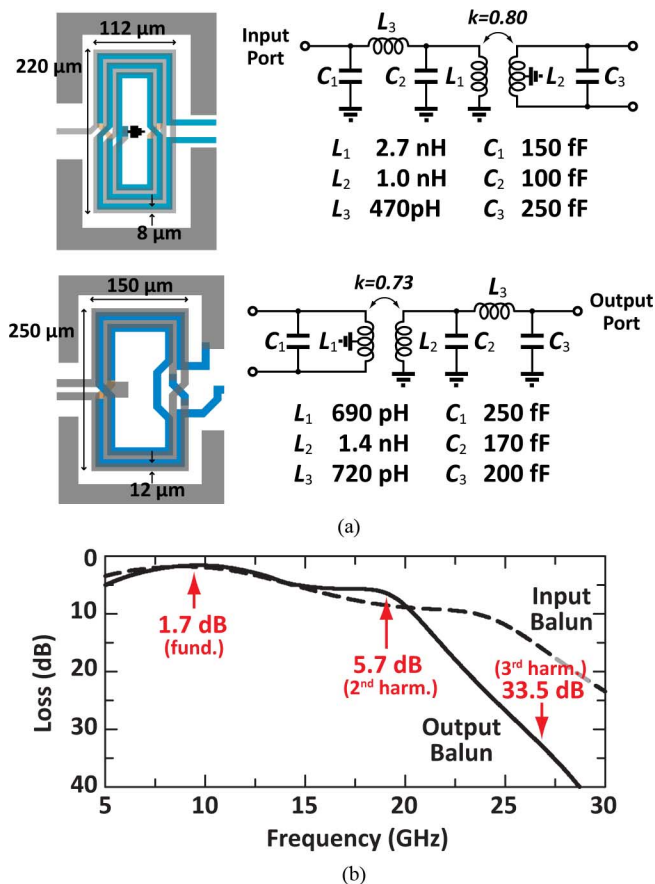 112 µm
220 µm
8 µm
Input
Port
L3
k=0.80
C1
C2
L1
L2
C3
L1 2.7 nH C1 150 fF
L2 1.0 nH C2 100 fF
L3 470pH C3 250 fF
150 µm
250 µm
12 µm
k=0.73
L3
Output
Port
C1
L1
L2
C2
C3
L1 690 pH C1 250 fF
L2 1.4 nH C2 170 fF
L3 720 pH C3 200 fF
(a)
0
10
20
30
40
Loss (dB)
1.7 dB
(fund.)
5.7 dB
(2nd harm.)
(3rd harm.)
33.5 dB
Input
Balun
Output
Balun
5 10 15 20 25 30
Frequency (GHz)
(b)